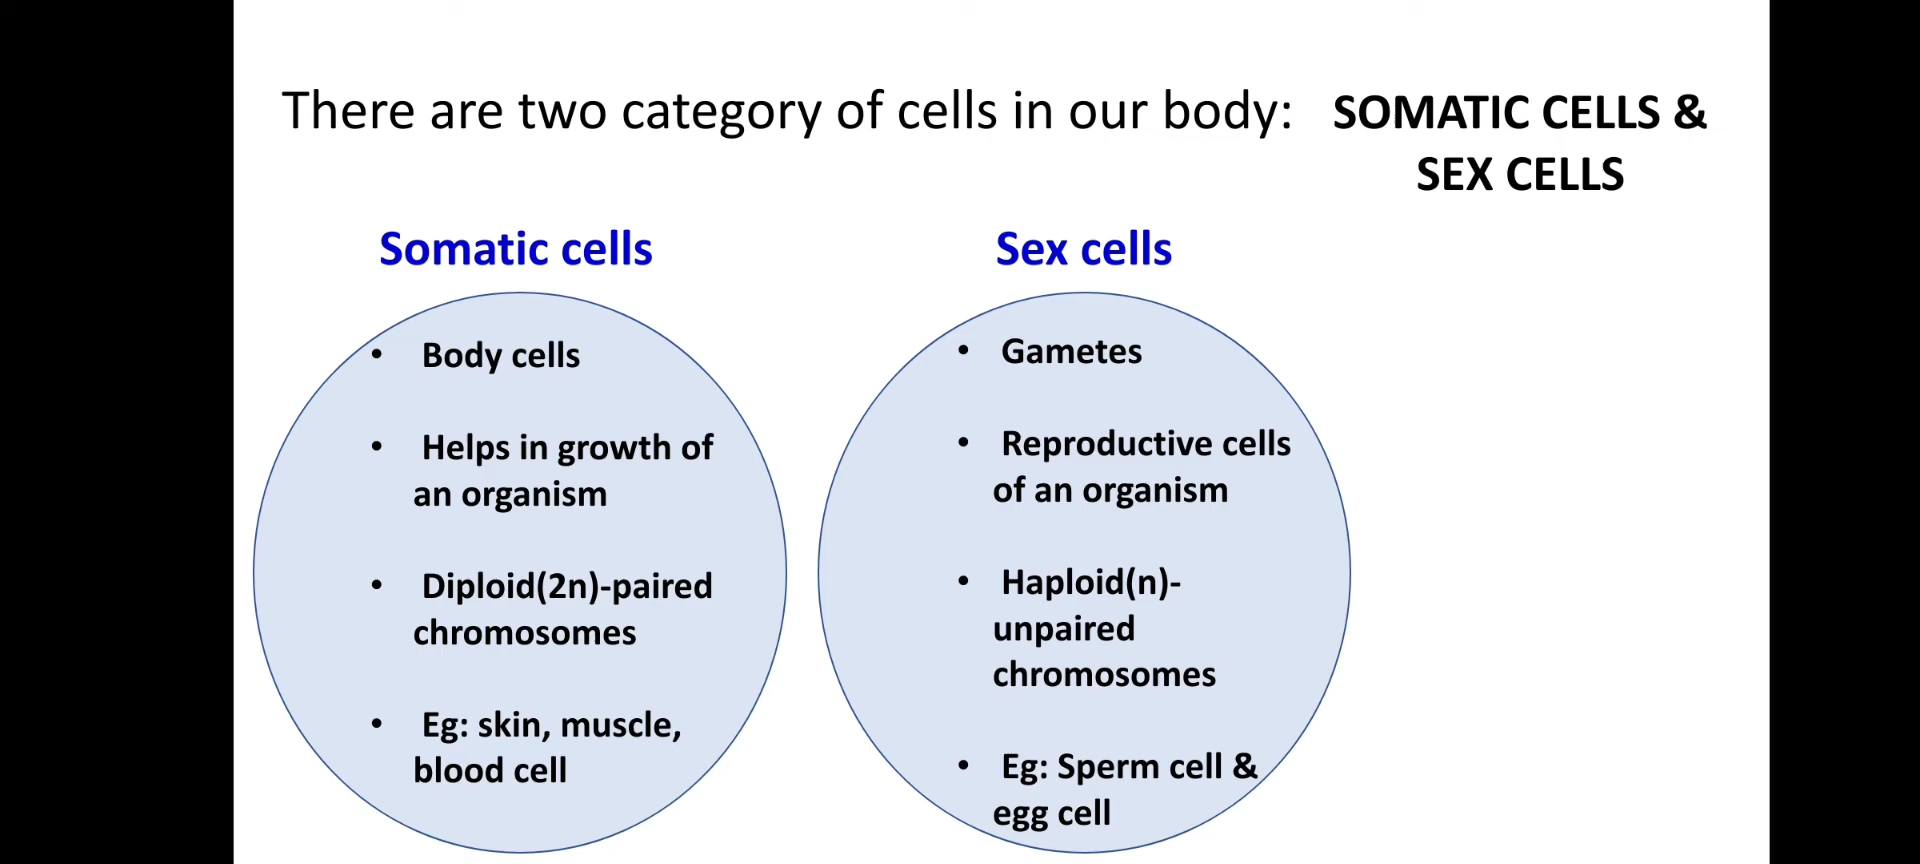 There are two category of cells in our body: SOMATIC CELLS &
SEX CELLS
Somatic cells
• Body cells
• Helps in growth of
an organism
• Diploid(2n)-paired
chromosomes
• Eg: skin, muscle,
blood cell
Sex cells
• Gametes
• Reproductive cells
of an organism
• Haploid(n)-
unpaired
chromosomes
• Eg: Sperm cell &
egg cell